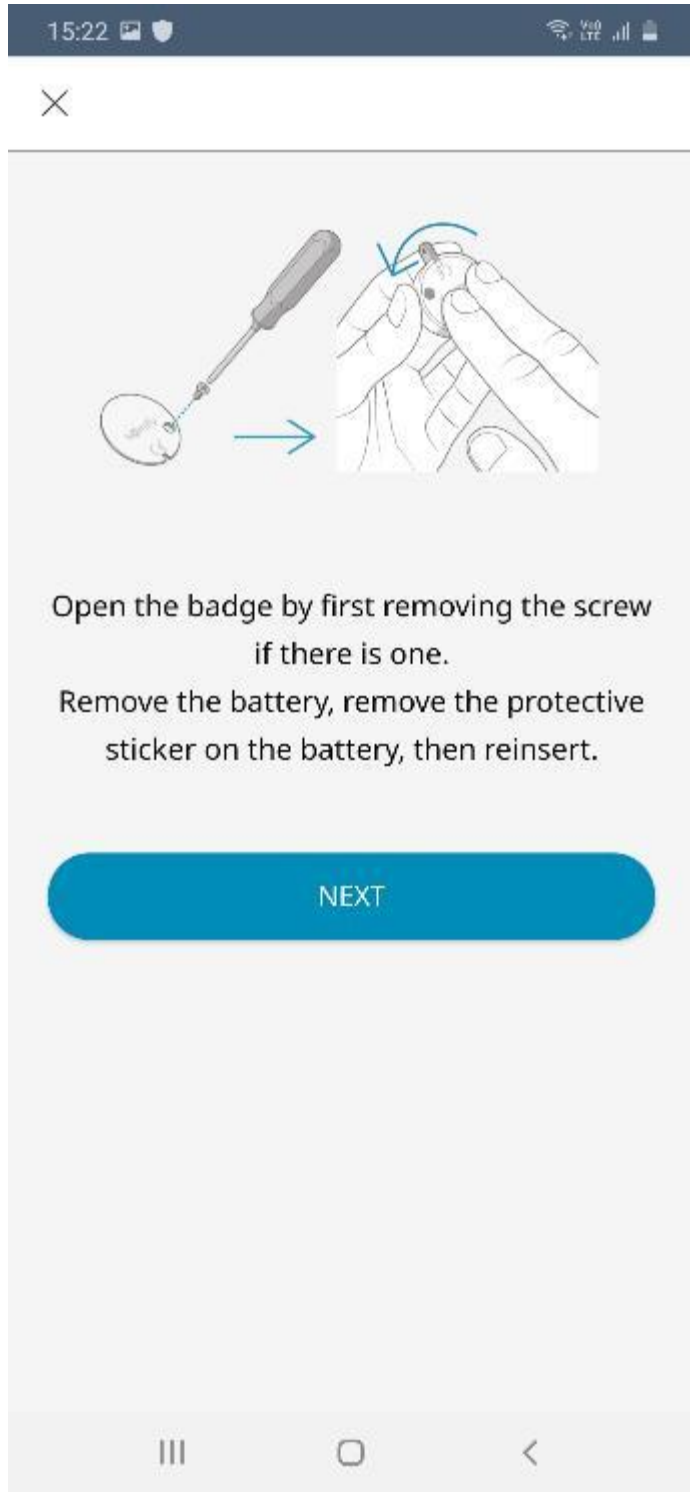 15:22
Open the badge by first removing the screw
if there is one.
Remove the battery, remove the protective
sticker on the battery, then reinsert.
NEXT